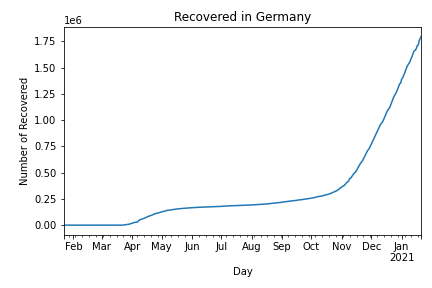 Recovered in Germany
1e6
1.75
1.50
1.25
1.00
0.75
0.50
0.25
0.00
Number of Recovered
Feb Mar Apr May Jun Jul Aug Sep Oct Nov Dec Jan
2021
Day